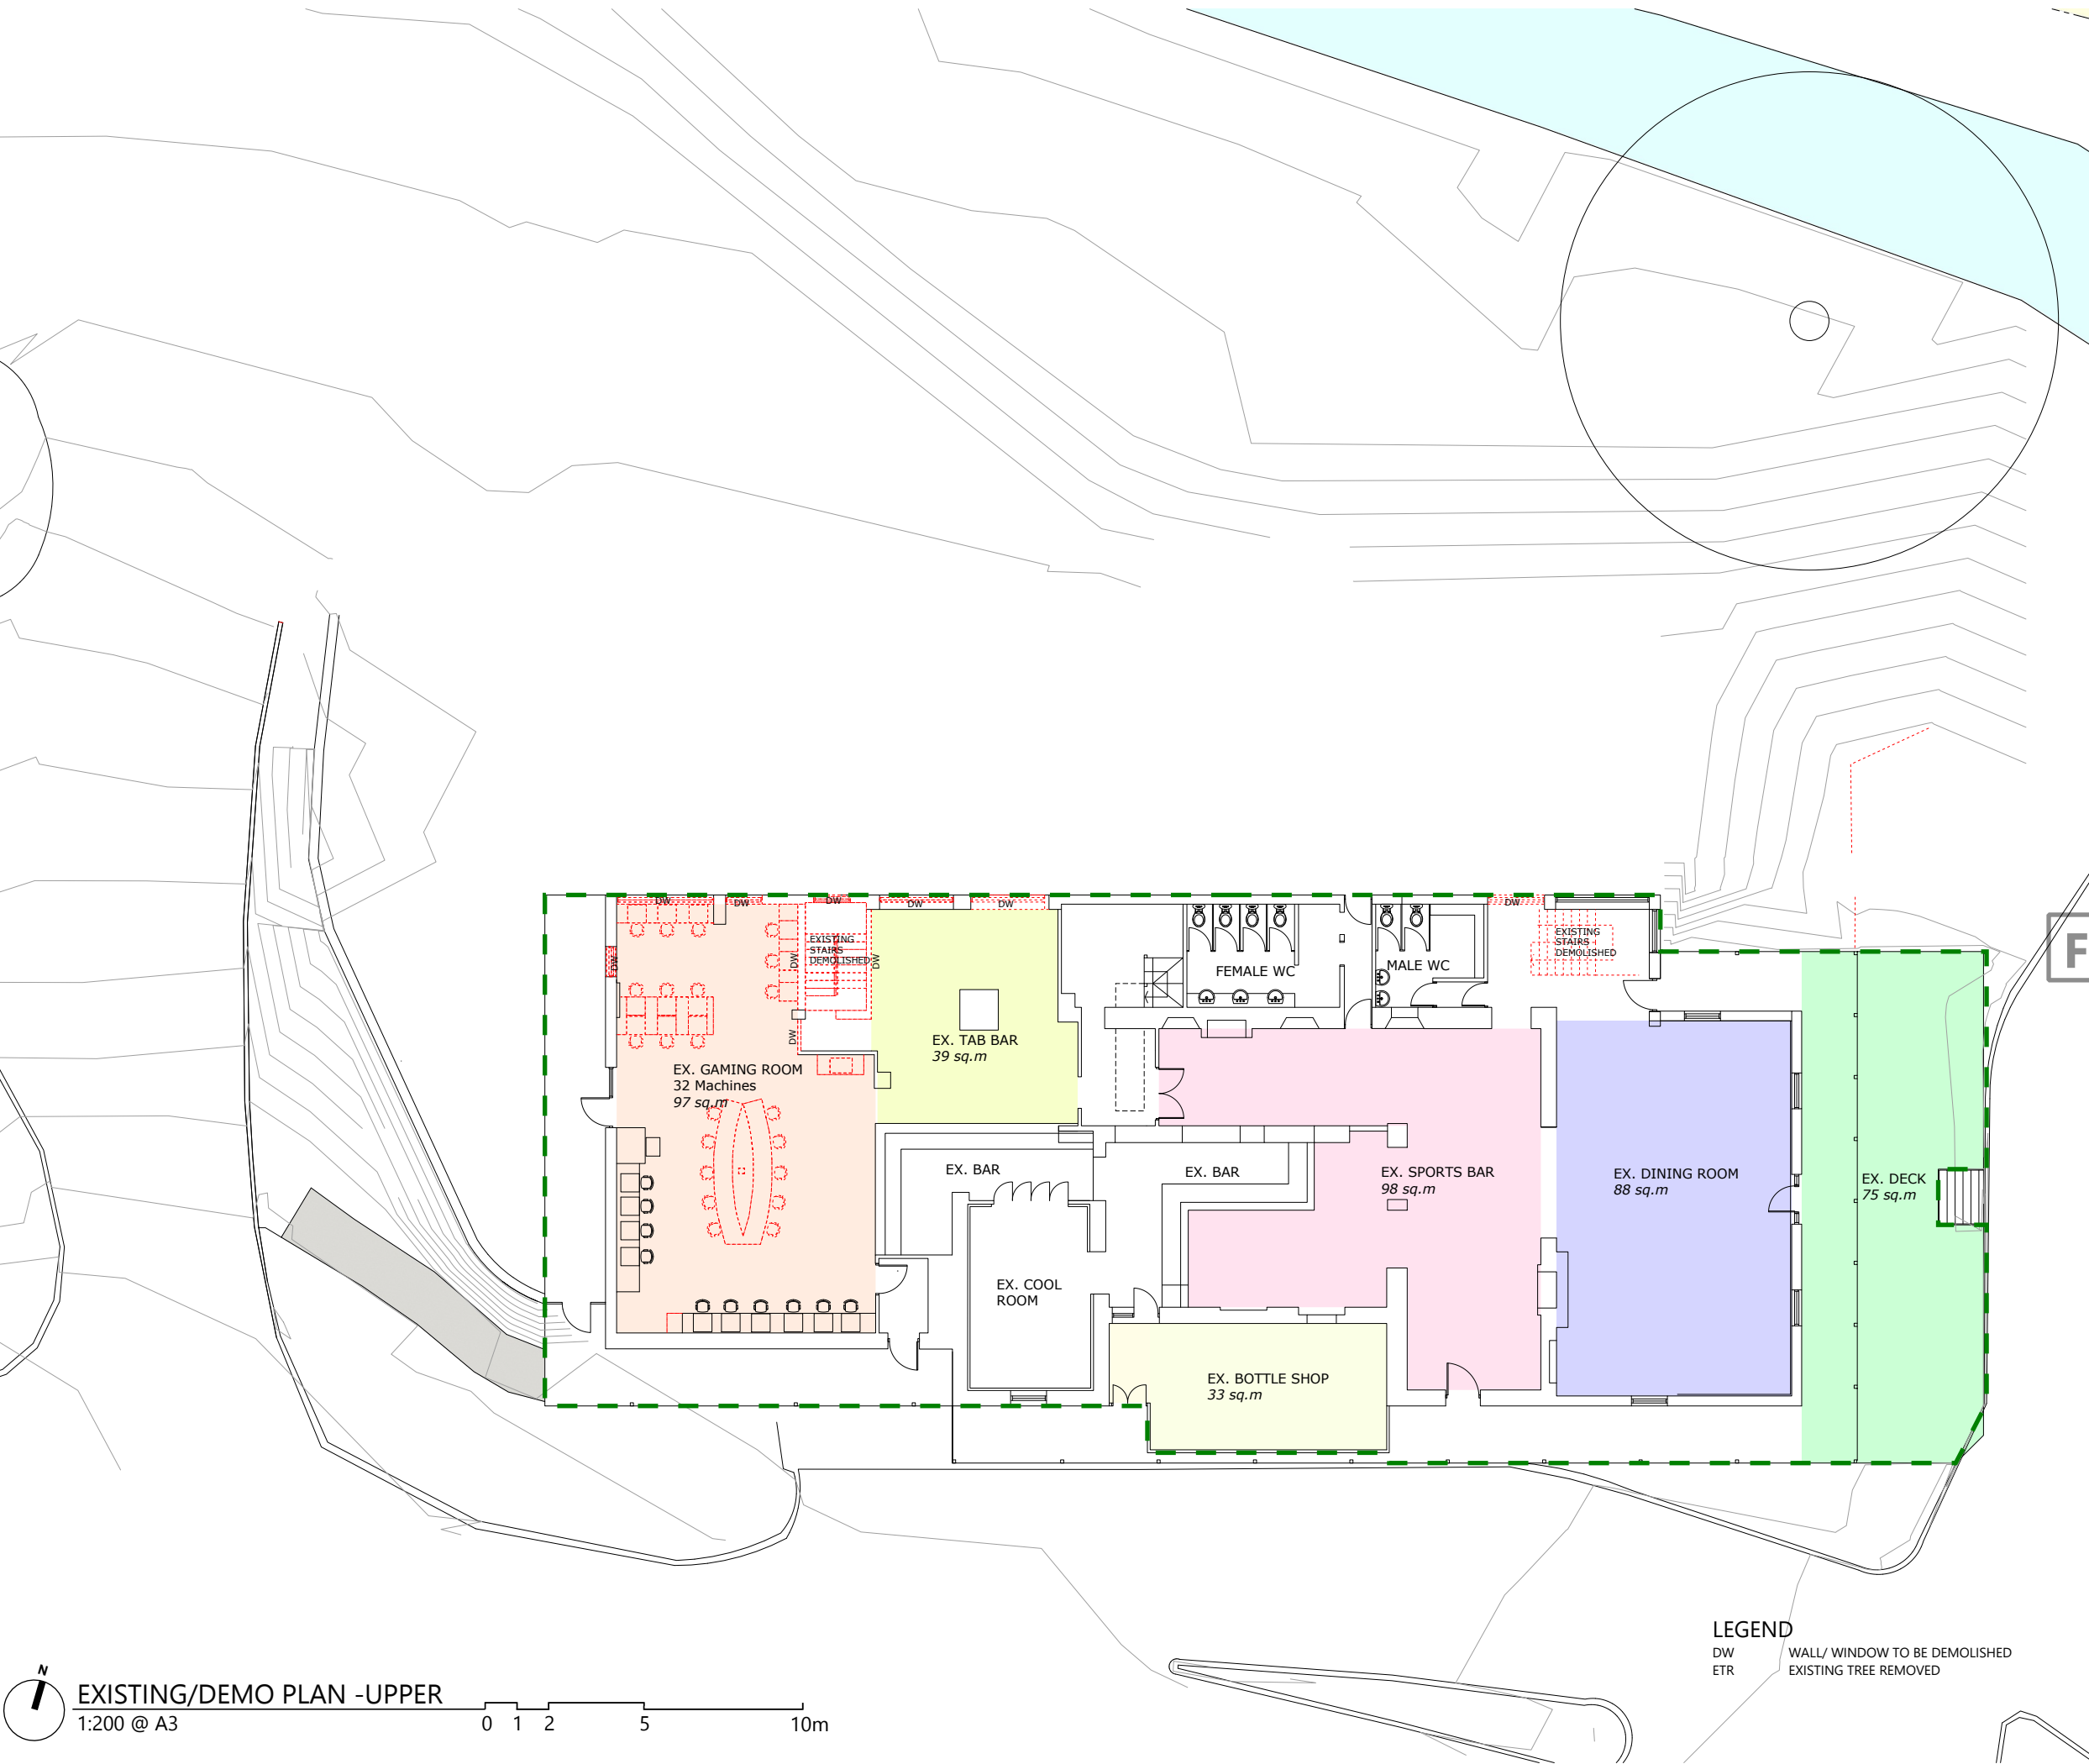 DW
DW
DW
DW
DW
DW
EXISTING
STAIRS
DEMOLISHED
DW
DW
DW
DW
EXISTING
STAIRS
DEMOLISHED
F
FEMALE WC
MALE WC
EX. TAB BAR
39 sq.m
EX. GAMING ROOM
32 Machines
97 sq.m
EX. BAR
EX. BAR
EX. SPORTS BAR
98 sq.m
EX. DINING ROOM
88 sq.m
EX. DECK
75 sq.m
EX. COOL
ROOM
EX. BOTTLE SHOP
33 sq.m
LEGEND
DW WALL/ WINDOW TO BE DEMOLISHED
ETR EXISTING TREE REMOVED
N
EXISTING/DEMO PLAN -UPPER
1:200 @ A3
0 1 2 5 10m